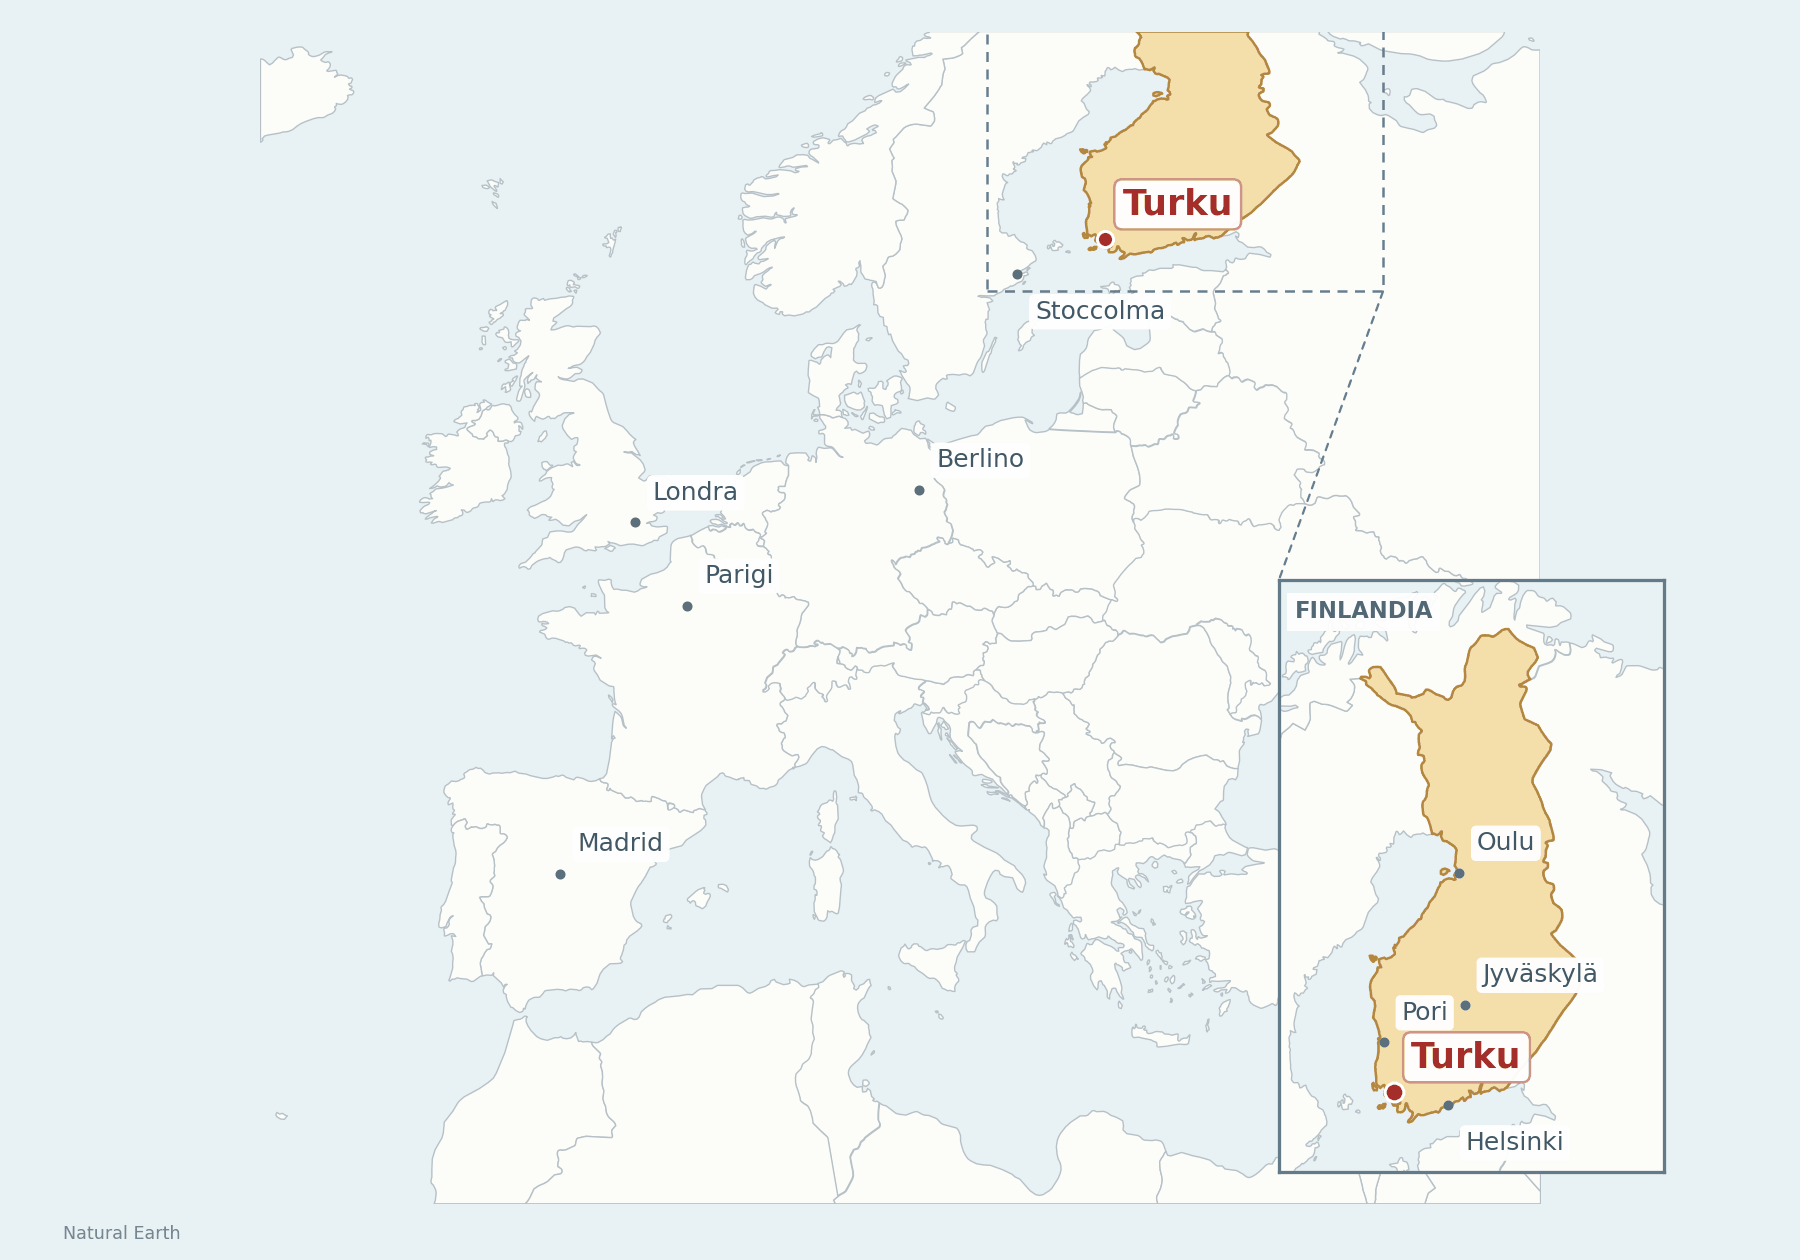 Turku
Stoccolma
Berlino
Londra
Parigi
Madrid
FINLANDIA
Oulu
Jyväskylä
Pori
Turku
Helsinki
Natural Earth